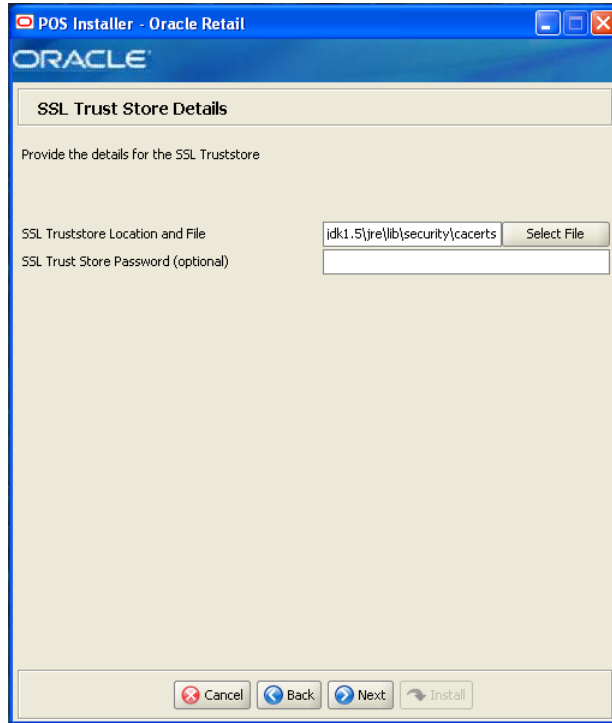 POS Installer - Oracle Retail
ORACLE
SSL Trust Store Details
Provide the details for the SSL Truststore
SSL Truststore Location and File jdk1.5\jre\lib\security\cacerts Select File
SSL Trust Store Password (optional)
Cancel Back Next Install